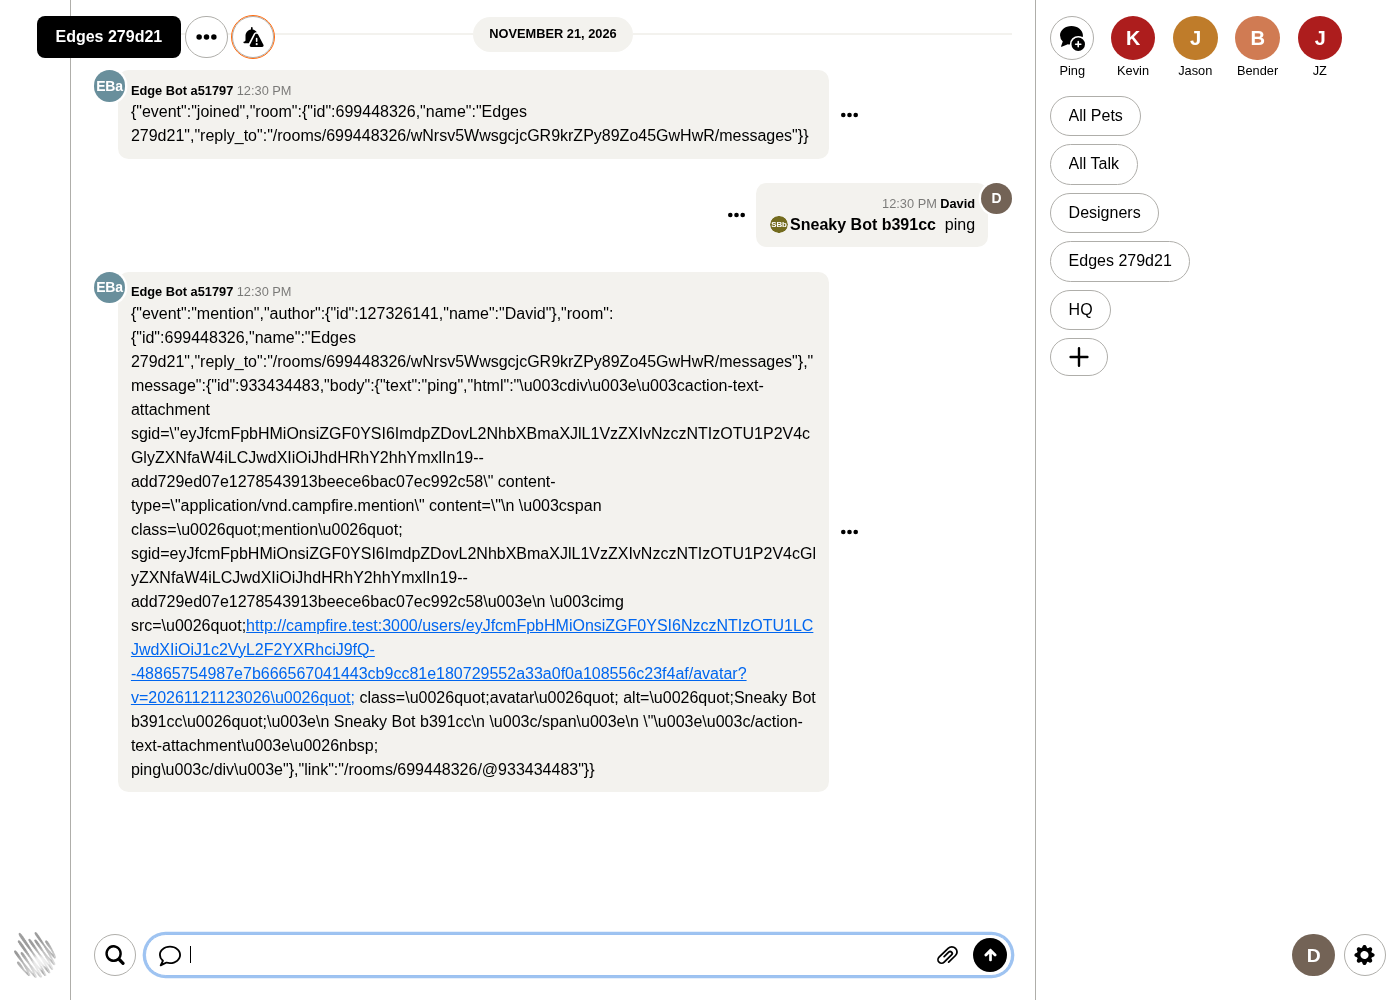 Edges 279d21
NOVEMBER 21, 2026
EBa
Edge Bot a51797 12:30 PM
{"event":"joined","room":{"id":699448326,"name":"Edges
279d21","reply_to":"/rooms/699448326/wNrsv5WwsgcjcGR9krZPy89Zo45GwHwR/messages"}}
12:30 PM David
D
SBb Sneaky Bot b391cc ping
EBa
Edge Bot a51797 12:30 PM
{"event":"mention","author":{"id":127326141,"name":"David"},"room":
{"id":699448326,"name":"Edges
279d21","reply_to":"/rooms/699448326/wNrsv5WwsgcjcGR9krZPy89Zo45GwHwR/messages"},"
message":{"id":933434483,"body":{"text":"ping","html":"\u003cdiv\u003e\u003caction-text-
attachment
sgid=\"eyJfcmFpbHMiOnsiZGF0YSI6ImdpZDovL2NhbXBmaXJlL1VzZXIvNzczNTIzOTU1P2V4c
GlyZXNfaW4iLCJwdXIiOiJhdHRhY2hhYmxlIn19--
add729ed07e1278543913beece6bac07ec992c58\" content-
type=\"application/vnd.campfire.mention\" content=\"\n \u003cspan
class=\u0026quot;mention\u0026quot;
sgid=eyJfcmFpbHMiOnsiZGF0YSI6ImdpZDovL2NhbXBmaXJlL1VzZXIvNzczNTIzOTU1P2V4cGl
yZXNfaW4iLCJwdXIiOiJhdHRhY2hhYmxlIn19--
add729ed07e1278543913beece6bac07ec992c58\u003e\n \u003cimg
src=\u0026quot;http://campfire.test:3000/users/eyJfcmFpbHMiOnsiZGF0YSI6NzczNTIzOTU1LC
JwdXIiOiJ1c2VyL2F2YXRhciJ9fQ-
-48865754987e7b666567041443cb9cc81e180729552a33a0f0a108556c23f4af/avatar?
v=20261121123026\u0026quot; class=\u0026quot;avatar\u0026quot; alt=\u0026quot;Sneaky Bot
b391cc\u0026quot;\u003e\n Sneaky Bot b391cc\n \u003c/span\u003e\n \"\u003e\u003c/action-
text-attachment\u003e\u0026nbsp;
ping\u003c/div\u003e"},"link":"/rooms/699448326/@933434483"}}
K
J
B
J
Ping
Kevin
Jason
Bender
JZ
All Pets
All Talk
Designers
Edges 279d21
HQ
D